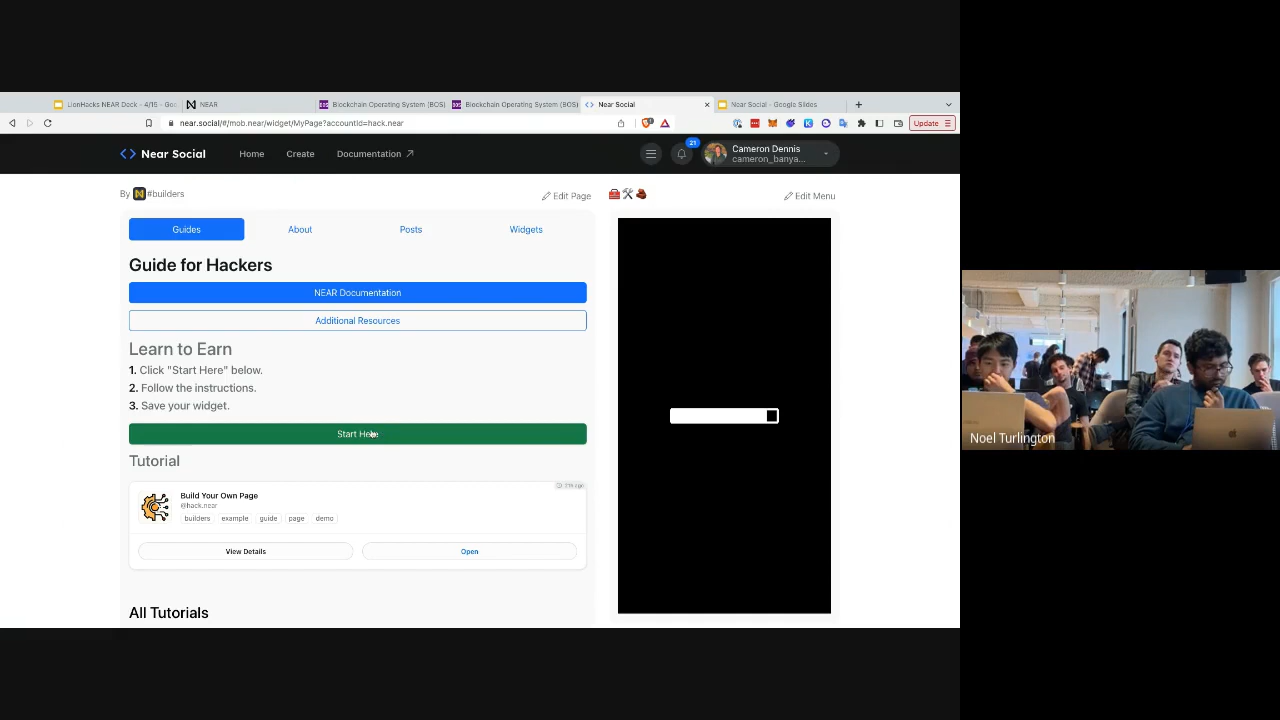 LionHacks NEAR Deck - 4/15 - Goo
NEAR
Blockchain Operating System (BOS)
Blockchain Operating System (BOS)
Near Social
Near Social - Google Slides
near.social/#/mob.near/widget/MyPage?accountId=hack.near
Update
Near Social
Home
Create
Documentation
21
Cameron Dennis
cameron_banya...
By #builders
Edit Page
Edit Menu
Guides
About
Posts
Widgets
Guide for Hackers
NEAR Documentation
Additional Resources
Learn to Earn
1. Click "Start Here" below.
2. Follow the instructions.
3. Save your widget.
Start Here
Tutorial
Build Your Own Page
@hack.near
builders
example
guide
page
demo
View Details
Open
All Tutorials
Noel Turlington